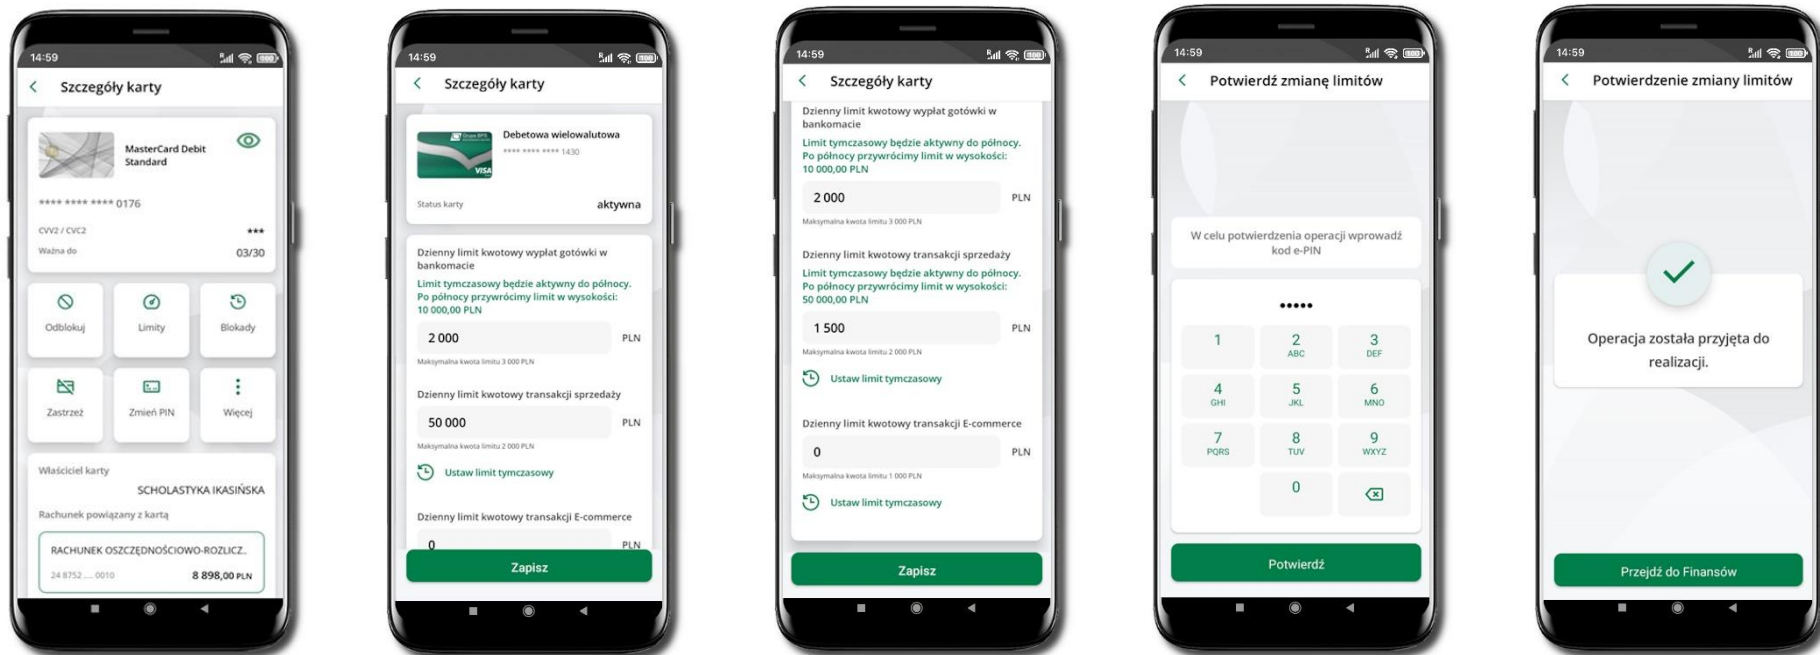 14:59
Szczegóły karty
MasterCard Debit
Standard
**** **** **** 0176
CVV2 / CVC2 ***
Ważna do 03/30
Odblokuj Limity Blokady
Zastrzeż Zmień PIN Więcej
Właściciel karty
SCHOLASTYKA IKASIŃSKA
Rachunek powiązany z kartą
RACHUNEK OSZCZĘDNOŚCIOWO-ROZLICZ..
24 8752 .... 0010 8 898,00 PLN
14:59
Szczegóły karty
Grupa BPS
VISA
Debetowa wielowalutowa
**** **** **** 1430
Status karty aktywna
Dzienny limit kwotowy wypłat gotówki w
bankomacie
Limit tymczasowy będzie aktywny do północy.
Po północy przywrócimy limit w wysokości:
10 000,00 PLN
2 000 PLN
Maksymalna kwota limitu 3 000 PLN
Dzienny limit kwotowy transakcji sprzedaży
50 000 PLN
Maksymalna kwota limitu 2 000 PLN
Ustaw limit tymczasowy
Dzienny limit kwotowy transakcji E-commerce
0 PLN
Zapisz
14:59
Szczegóły karty
Dzienny limit kwotowy wypłat gotówki w
bankomacie
Limit tymczasowy będzie aktywny do północy.
Po północy przywrócimy limit w wysokości:
10 000,00 PLN
2 000 PLN
Maksymalna kwota limitu 3 000 PLN
Dzienny limit kwotowy transakcji sprzedaży
Limit tymczasowy będzie aktywny do północy.
Po północy przywrócimy limit w wysokości:
50 000,00 PLN
1 500 PLN
Maksymalna kwota limitu 2 000 PLN
Ustaw limit tymczasowy
Dzienny limit kwotowy transakcji E-commerce
0 PLN
Maksymalna kwota limitu 1 000 PLN
Ustaw limit tymczasowy
Zapisz
14:59
Potwierdź zmianę limitów
W celu potwierdzenia operacji wprowadź
kod e-PIN
•••••
1 2 3
ABC DEF
4 5 6
GHI JKL MNO
7 8 9
PQRS TUV WXYZ
0
Potwierdź
14:59
Potwierdzenie zmiany limitów
Operacja została przyjęta do
realizacji.
Przejdź do Finansów